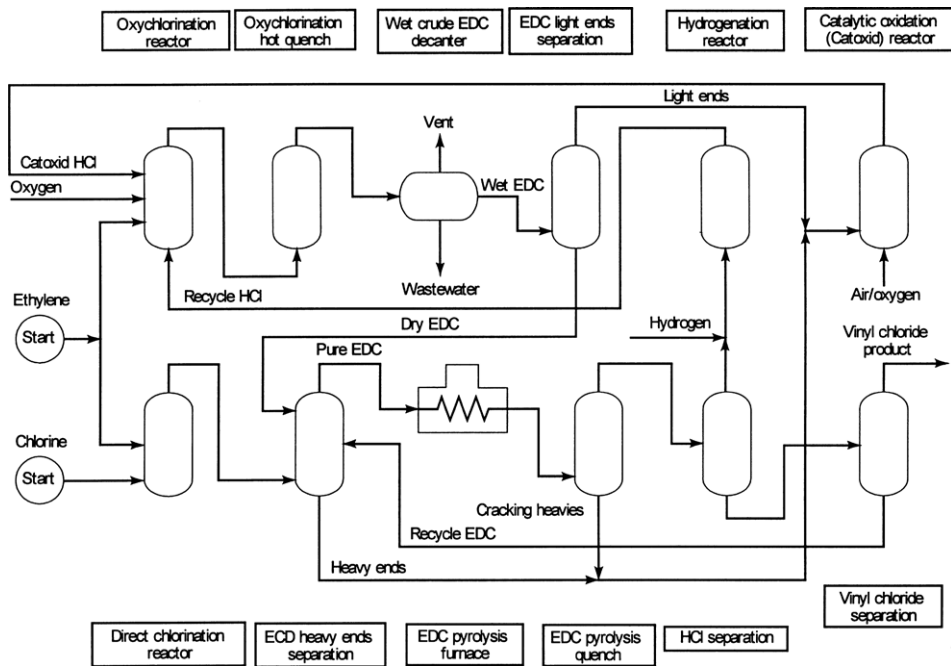 Oxychlorination
reactor
Oxychlorination
hot quench
Wet crude EDC
decanter
EDC light ends
separation
Hydrogenation
reactor
Catalytic oxidation
(Catoxid) reactor
Light ends
Vent
Catoxid HCl
Oxygen
Wet EDC
Wastewater
Recycle HCl
Air/oxygen
Ethylene
Start
Dry EDC
Hydrogen
Vinyl chloride
product
Pure EDC
Chlorine
Start
Cracking heavies
Recycle EDC
Heavy ends
Direct chlorination
reactor
ECD heavy ends
separation
EDC pyrolysis
furnace
EDC pyrolysis
quench
HCl separation
Vinyl chloride
separation